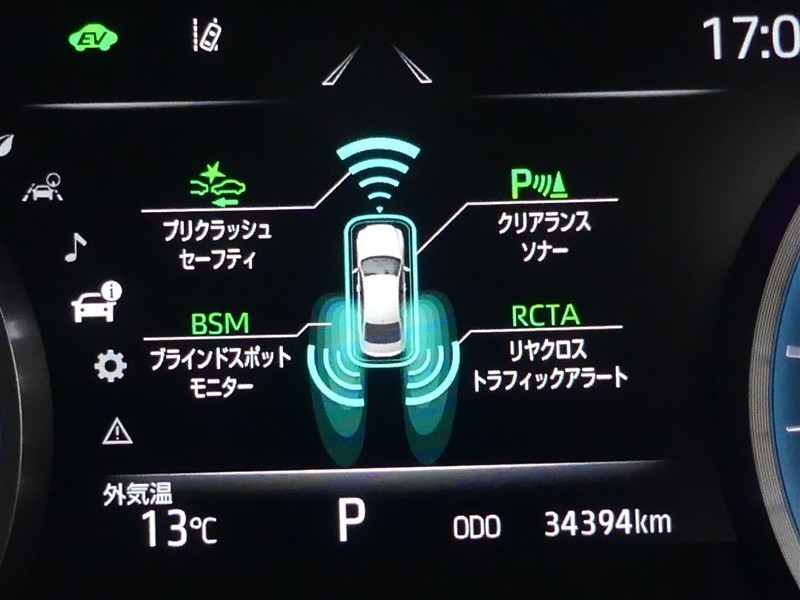 EV
17:0
P
プリクラッシュ
セーフティ
クリアランス
ソナー
BSM
ブラインドスポット
モニター
RCTA
リヤクロス
トラフィックアラート
外気温
13℃
P
ODO 34394km